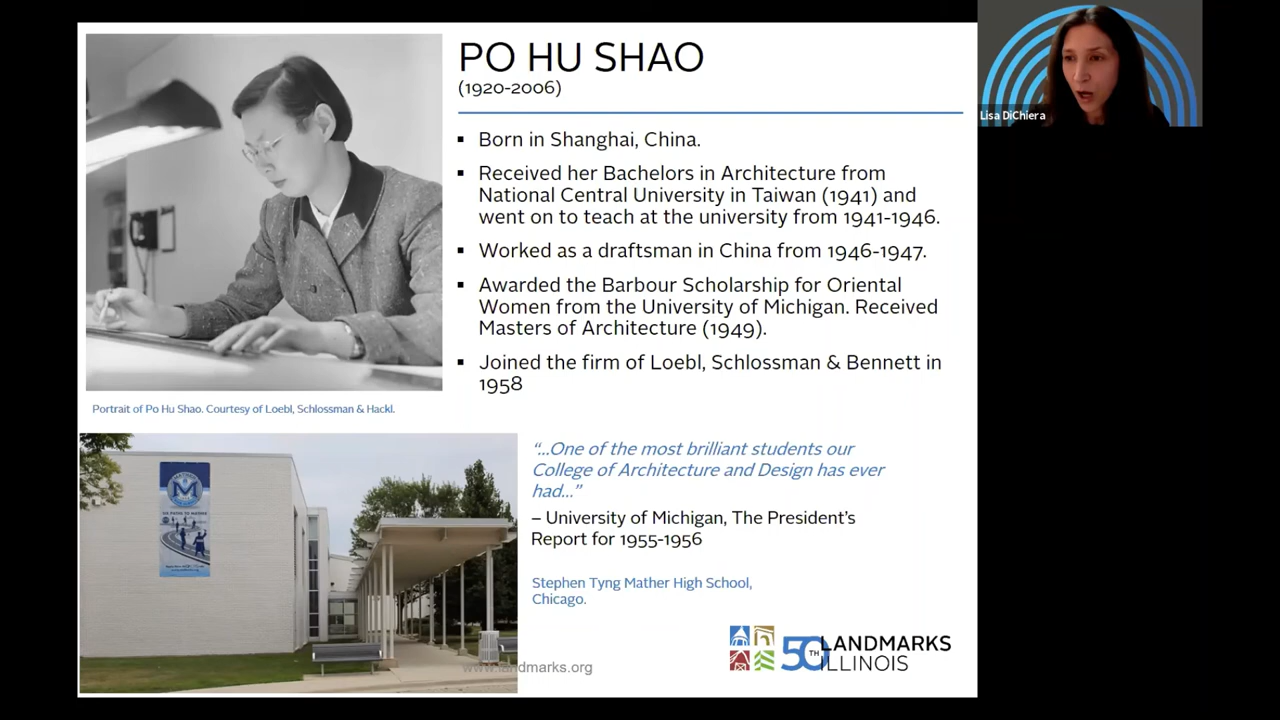 PO HU SHAO
(1920-2006)
▪ Born in Shanghai, China.
▪ Received her Bachelors in Architecture from
National Central University in Taiwan (1941) and
went on to teach at the university from 1941-1946.
▪ Worked as a draftsman in China from 1946-1947.
▪ Awarded the Barbour Scholarship for Oriental
Women from the University of Michigan. Received
Masters of Architecture (1949).
▪ Joined the firm of Loebl, Schlossman & Bennett in
1958
Portrait of Po Hu Shao. Courtesy of Loebl, Schlossman & Hackl.
“…One of the most brilliant students our
College of Architecture and Design has ever
had…”
– University of Michigan, The President’s
Report for 1955-1956
Stephen Tyng Mather High School,
Chicago.
M
www.landmarks.org
50TH LANDMARKS
ILLINOIS
Lisa DiChiera